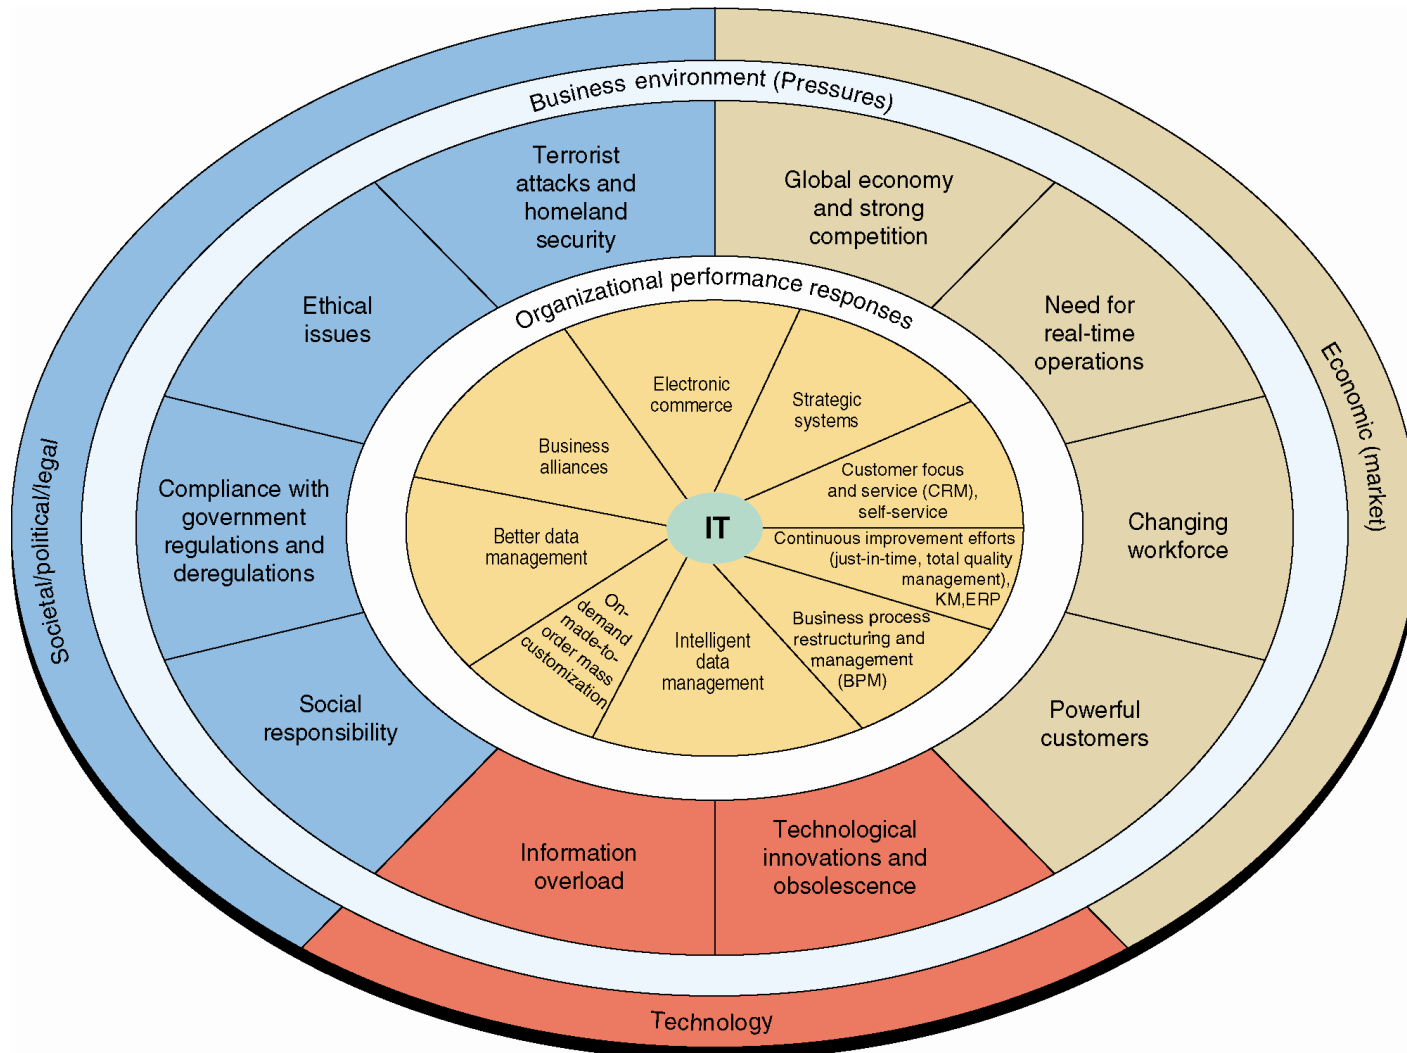 Business environment (Pressures)
Terrorist
attacks and
homeland
security
Global economy
and strong
competition
Ethical
issues
Need for
real-time
operations
Organizational performance responses
Economic (market)
Societal/political/legal
Electronic
commerce
Strategic
systems
Business
alliances
Customer focus
and service (CRM),
self-service
Compliance with
government
regulations and
deregulations
Better data
management
IT
Changing
workforce
Continuous improvement efforts
(just-in-time, total quality
management),
KM,ERP
On-
demand
made-to-
order mass
customization
Intelligent
data
management
Business process
restructuring and
management
(BPM)
Social
responsibility
Powerful
customers
Information
overload
Technological
innovations and
obsolescence
Technology